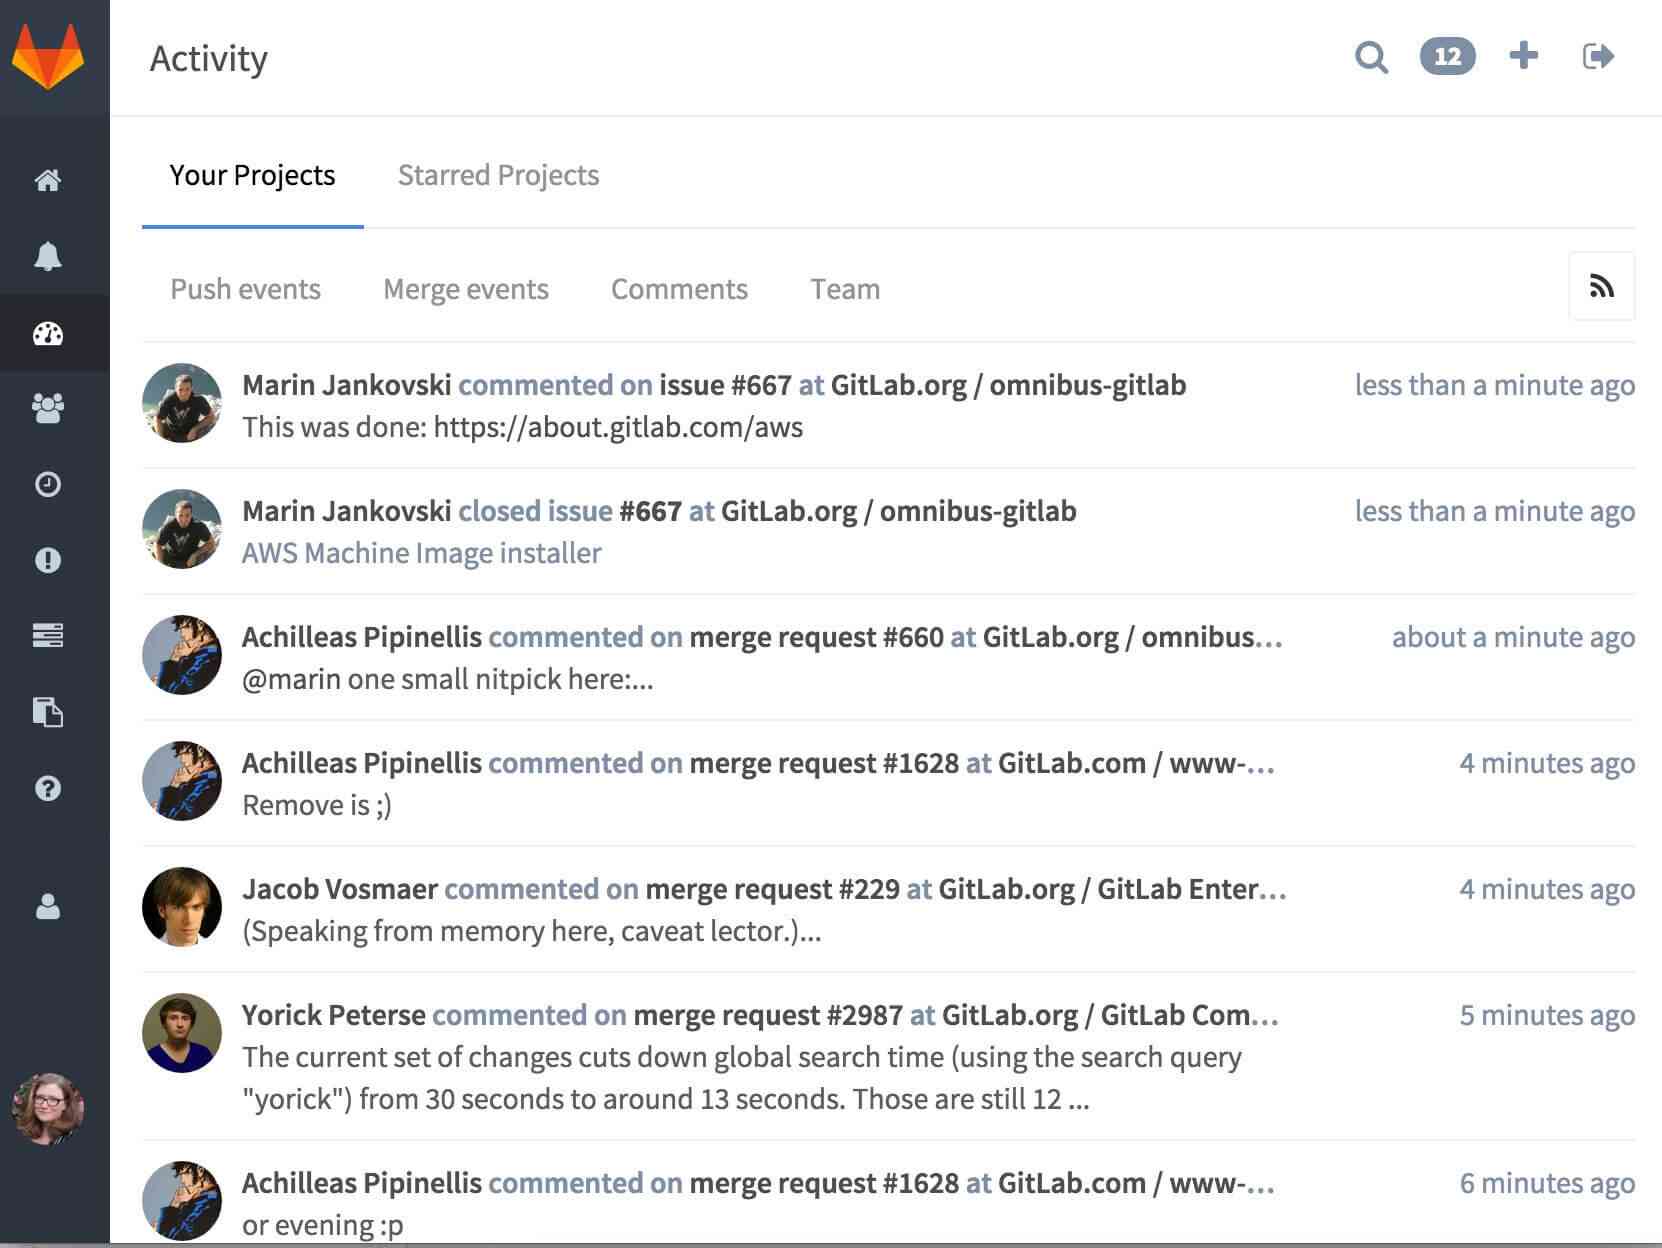 Activity
12
Your Projects Starred Projects
Push events Merge events Comments Team
Marin Jankovski commented on issue #667 at GitLab.org / omnibus-gitlab less than a minute ago
This was done: https://about.gitlab.com/aws
Marin Jankovski closed issue #667 at GitLab.org / omnibus-gitlab less than a minute ago
AWS Machine Image installer
Achilleas Pipinellis commented on merge request #660 at GitLab.org / omnibus... about a minute ago
@marin one small nitpick here:...
Achilleas Pipinellis commented on merge request #1628 at GitLab.com / www-... 4 minutes ago
Remove is ;)
Jacob Vosmaer commented on merge request #229 at GitLab.org / GitLab Enter... 4 minutes ago
(Speaking from memory here, caveat lector.)...
Yorick Peterse commented on merge request #2987 at GitLab.org / GitLab Com... 5 minutes ago
The current set of changes cuts down global search time (using the search query
"yorick") from 30 seconds to around 13 seconds. Those are still 12 ...
Achilleas Pipinellis commented on merge request #1628 at GitLab.com / www-... 6 minutes ago
or evening :p